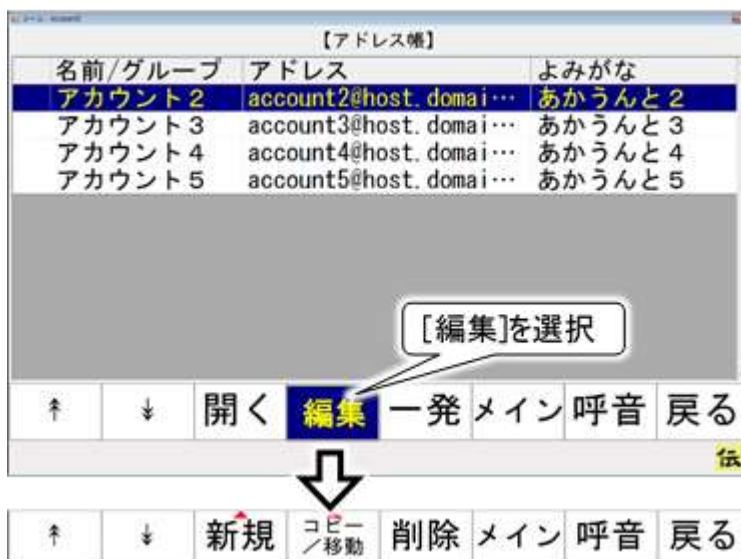 【アドレス帳】
名前/グループ アドレス よみがな
アカウント2 account2@host.domai… あかうんと2
アカウント3 account3@host.domai… あかうんと3
アカウント4 account4@host.domai… あかうんと4
アカウント5 account5@host.domai… あかうんと5
[編集]を選択
↟ ↡ 開く 編集 一発 メイン 呼音 戻る
伝
↟ ↡ 新規 コピー/移動 削除 メイン 呼音 戻る